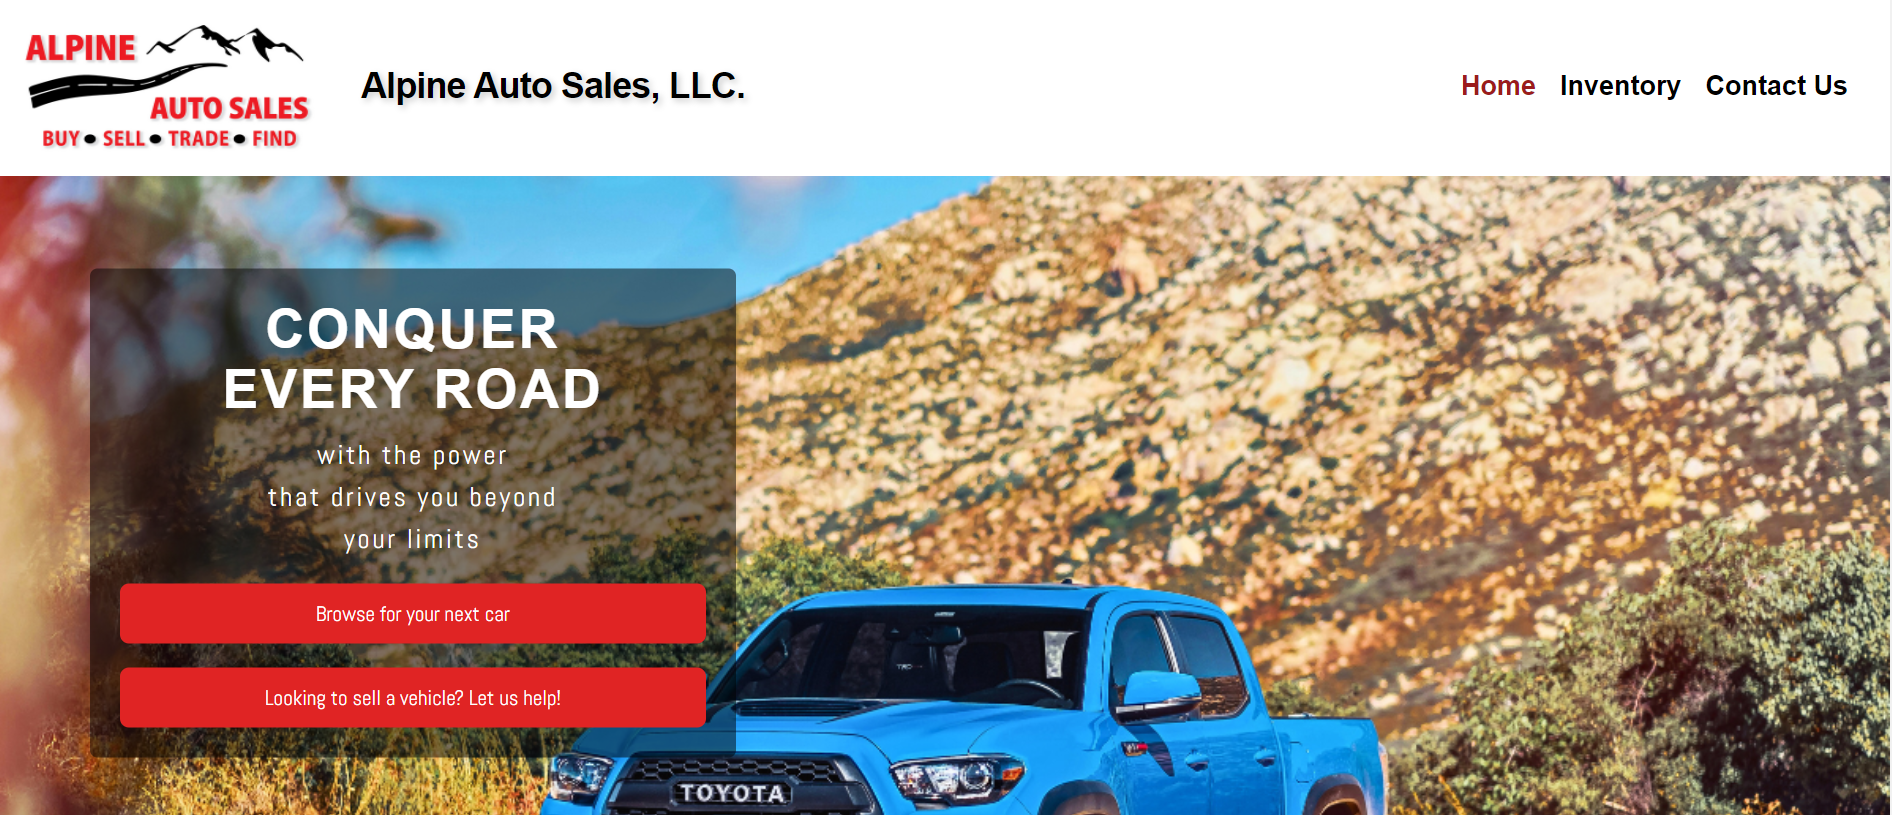 ALPINE
AUTO SALES
BUY • SELL • TRADE • FIND
Alpine Auto Sales, LLC.
Home Inventory Contact Us
CONQUER
EVERY ROAD
with the power
that drives you beyond
your limits
Browse for your next car
Looking to sell a vehicle? Let us help!
TRD
TOYOTA